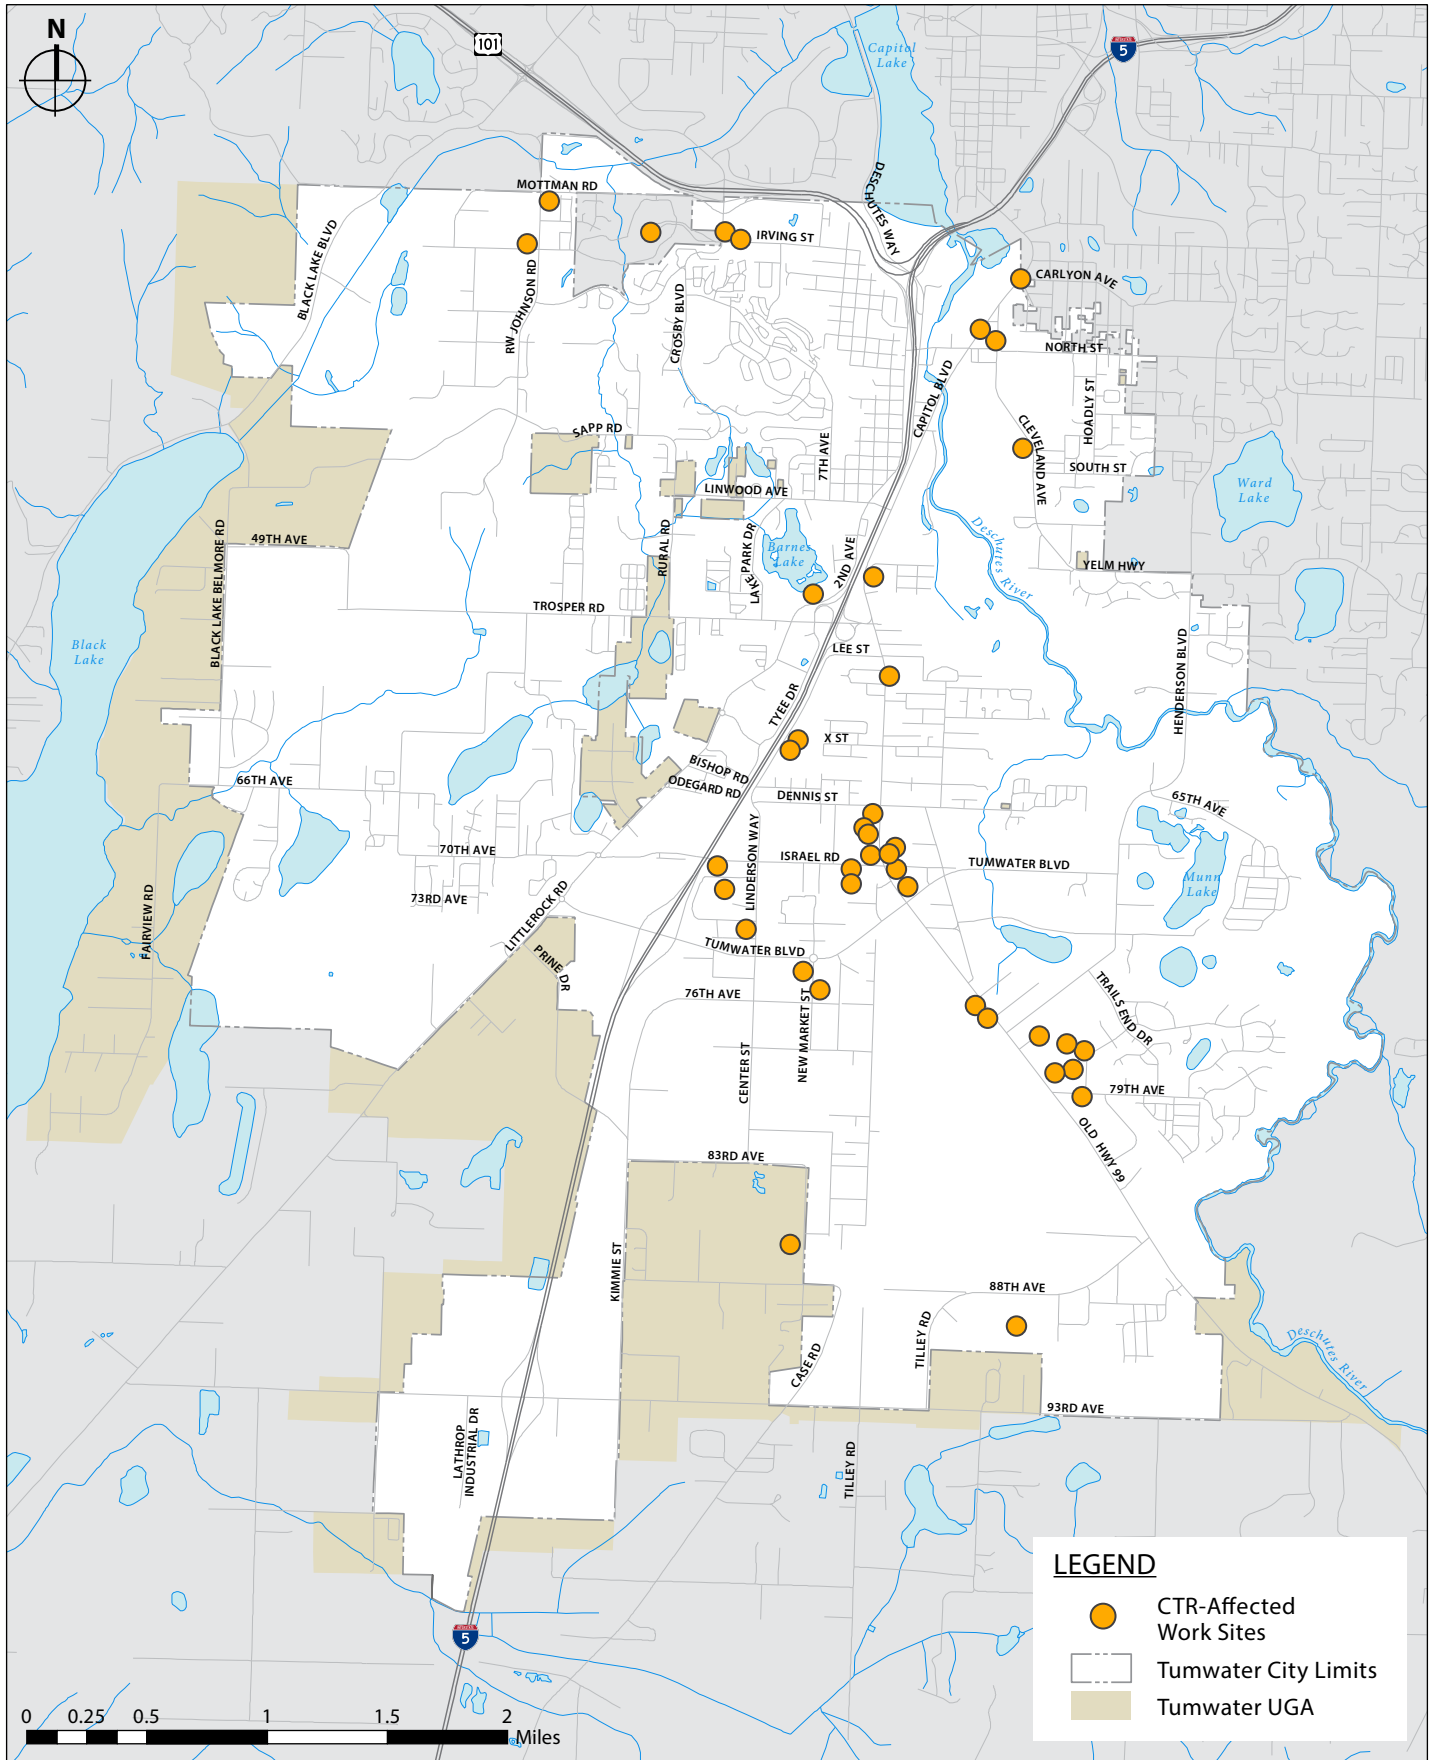 N
101
5
Capitol
Lake
DESCHUTES WAY
MOTTMAN RD
IRVING ST
BLACK LAKE BLVD
RW JOHNSON RD
CROSBY BLVD
CARLYON AVE
NORTH ST
CAPITOL BLVD
HOADLY ST
CLEVELAND AVE
SOUTH ST
SAPP RD
7TH AVE
LINWOOD AVE
Ward
Lake
BLACK LAKE BELMORE RD
49TH AVE
RURAL RD
LAKE PARK DR
Barnes
Lake
2ND AVE
Deschutes River
YELM HWY
TROSPER RD
Black
Lake
LEE ST
HENDERSON BLVD
TYEE DR
X ST
BISHOP RD
ODEGARD RD
66TH AVE
DENNIS ST
65TH AVE
LINDERSON WAY
70TH AVE
ISRAEL RD
TUMWATER BLVD
Munn
Lake
FAIRVIEW RD
73RD AVE
LITTLEROCK RD
PRINE DR
TUMWATER BLVD
76TH AVE
NEW MARKET ST
TRAILS END DR
CENTER ST
79TH AVE
OLD HWY 99
83RD AVE
KIMMIE ST
88TH AVE
TILLEY RD
CASE RD
Deschutes River
93RD AVE
LATHROP
INDUSTRIAL DR
TILLEY RD
5
LEGEND
CTR-Affected
Work Sites
Tumwater City Limits
Tumwater UGA
0 0.25 0.5 1 1.5 2
Miles